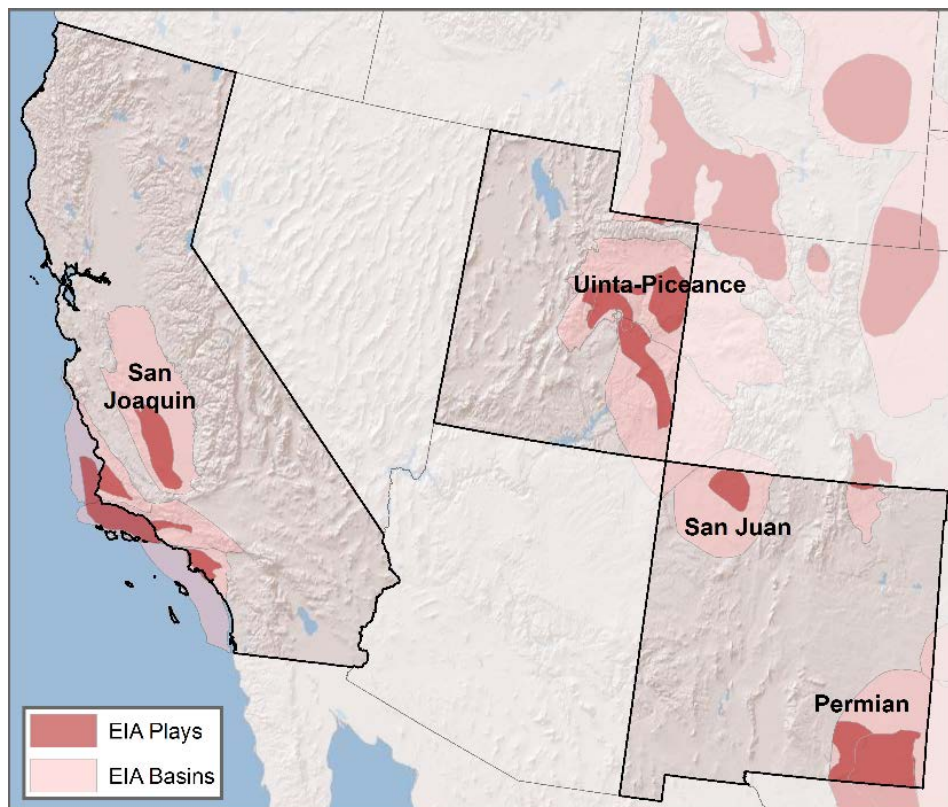 Uinta-Piceance
San
Joaquin
San Juan
Permian
EIA Plays
EIA Basins